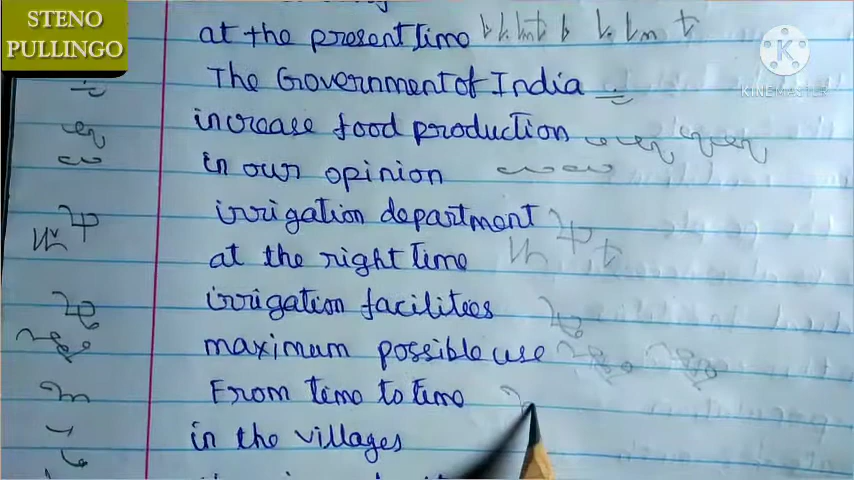 STENO
PULLINGO
KINEMASTER
at the present time
The Government of India
increase food production
in our opinion
irrigation department
at the right time
irrigation facilities
maximum possible use
From time to time
in the villages